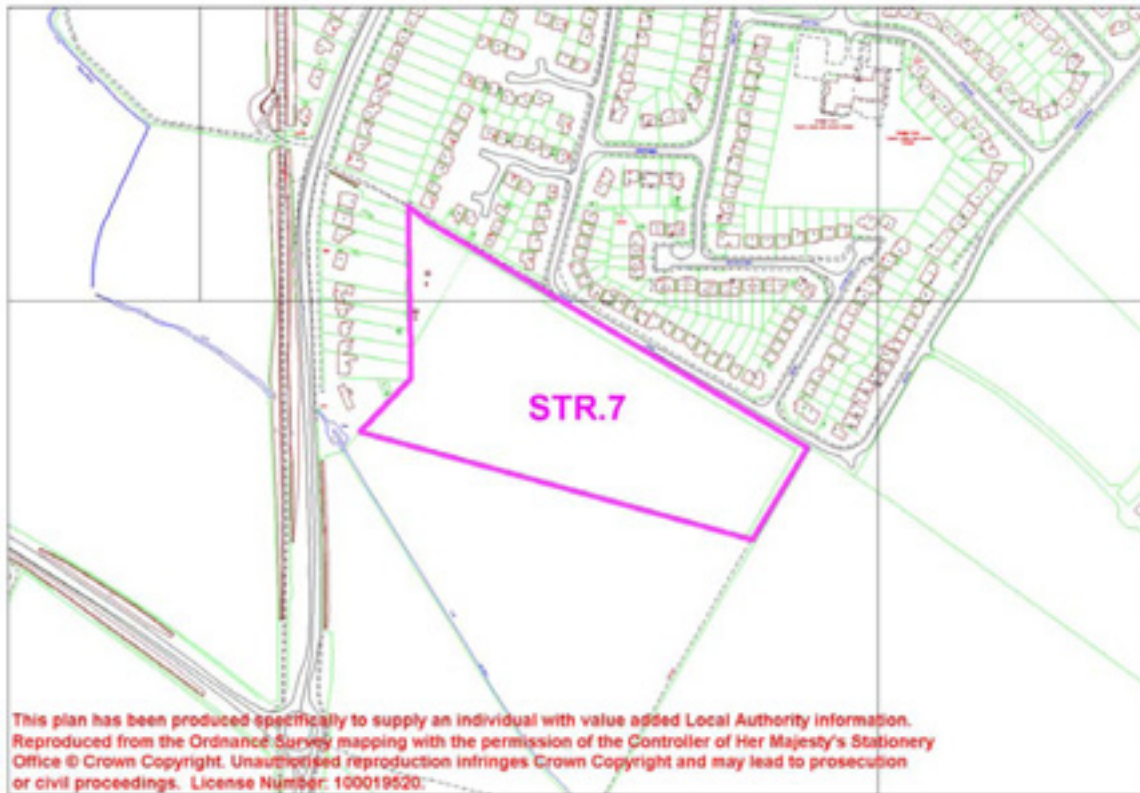 STR.7
This plan has been produced specifically to supply an individual with value added Local Authority information.
Reproduced from the Ordnance Survey mapping with the permission of the Controller of Her Majesty's Stationery
Office © Crown Copyright. Unauthorised reproduction infringes Crown Copyright and may lead to prosecution
or civil proceedings. License Number: 100019520.